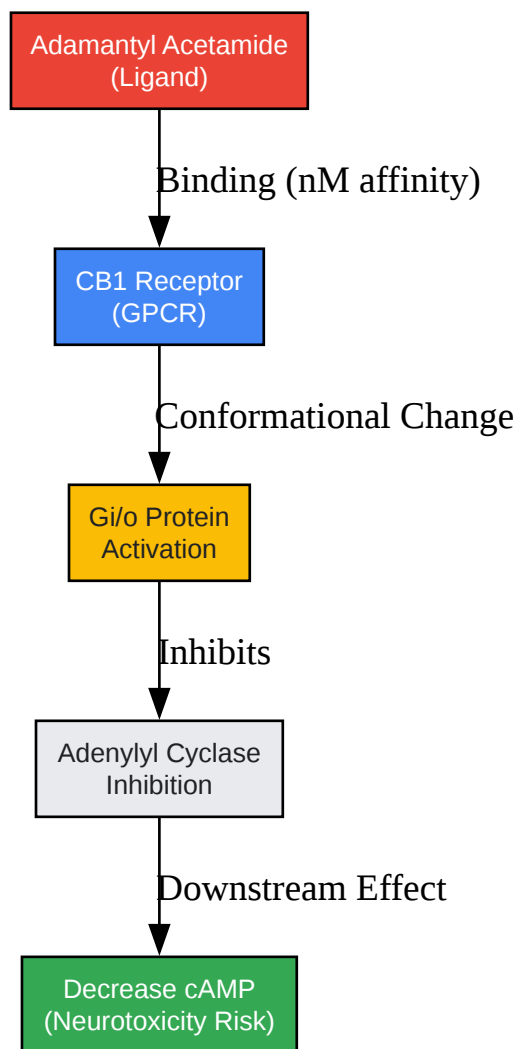 Adamantyl Acetamide
(Ligand)
Binding (nM affinity)
CB1 Receptor
(GPCR)
Conformational Change
Gi/o Protein
Activation
Inhibits
Adenylyl Cyclase
Inhibition
Downstream Effect
Decrease cAMP
(Neurotoxicity Risk)